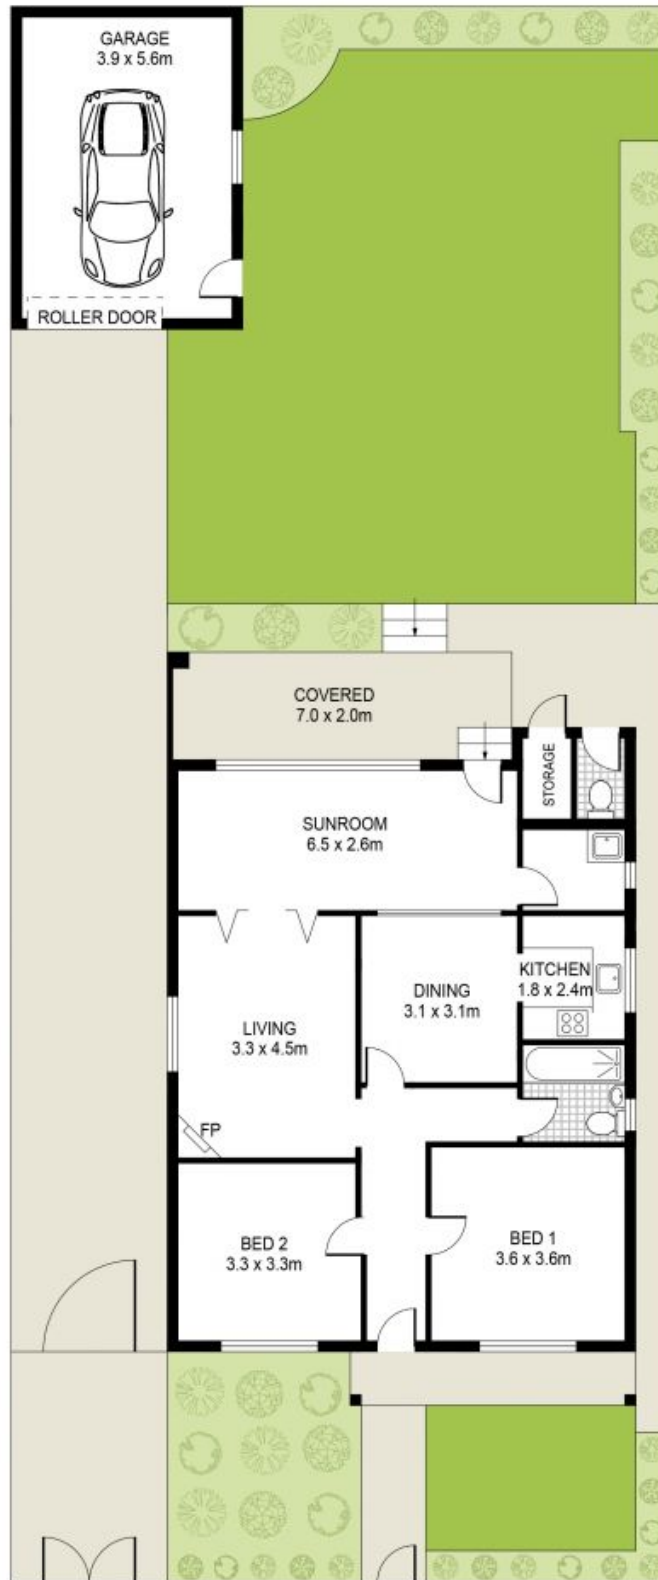 GARAGE
3.9 x 5.6m
ROLLER DOOR
COVERED
7.0 x 2.0m
STORAGE
SUNROOM
6.5 x 2.6m
KITCHEN
1.8 x 2.4m
DINING
3.1 x 3.1m
LIVING
3.3 x 4.5m
FP
BED 2
3.3 x 3.3m
BED 1
3.6 x 3.6m